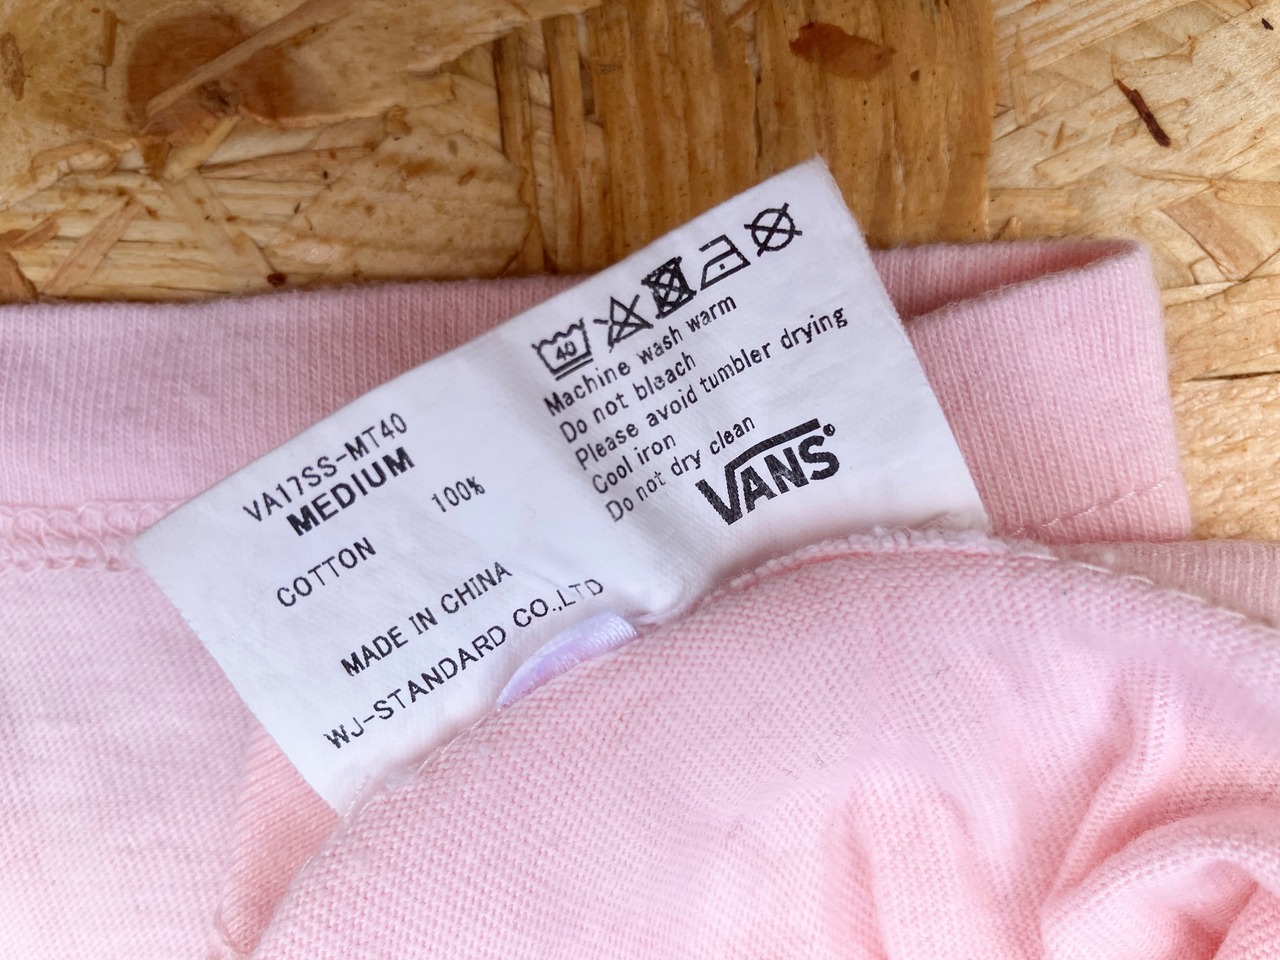 VA17SS-MT40
MEDIUM
COTTON 100%
MADE IN CHINA
WJ-STANDARD CO.,LTD
40
Machine wash warm
Do not bleach
Please avoid tumbler drying
Cool iron
Do not dry clean
VANS®